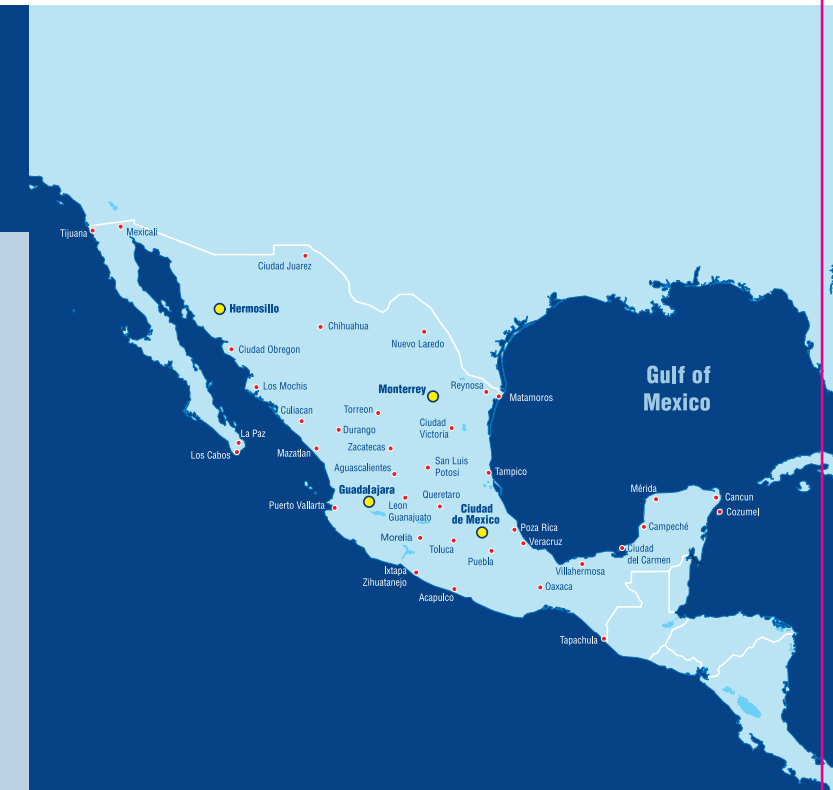 Tijuana
Mexicali
Ciudad Juarez
Hermosillo
Chihuahua
Nuevo Laredo
Ciudad Obregon
Gulf of
Mexico
Los Mochis
Monterrey
Reynosa
Matamoros
Culiacan
Torreon
Durango
Ciudad
Victoria
La Paz
Los Cabos
Mazatlan
Zacatecas
Aguascalientes
San Luis
Potosi
Tampico
Guadalajara
Puerto Vallarta
Leon
Guanajuato
Queretaro
Ciudad
de Mexico
Mérida
Cancun
Cozumel
Poza Rica
Veracruz
Campeché
Morelia
Toluca
Puebla
Ciudad
del Carmen
Villahermosa
Ixtapa
Zihuatanejo
Acapulco
Oaxaca
Tapachula